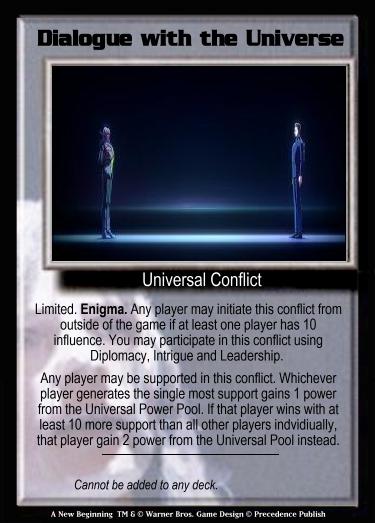 Dialogue with the Universe
Universal Conflict
Limited. Enigma. Any player may initiate this conflict from
outside of the game if at least one player has 10
influence. You may participate in this conflict using
Diplomacy, Intrigue and Leadership.
Any player may be supported in this conflict. Whichever
player generates the single most support gains 1 power
from the Universal Power Pool. If that player wins with at
least 10 more support than all other players indvidiually,
that player gain 2 power from the Universal Pool instead.
Cannot be added to any deck.
A New Beginning TM & © Warner Bros. Game Design © Precedence Publish